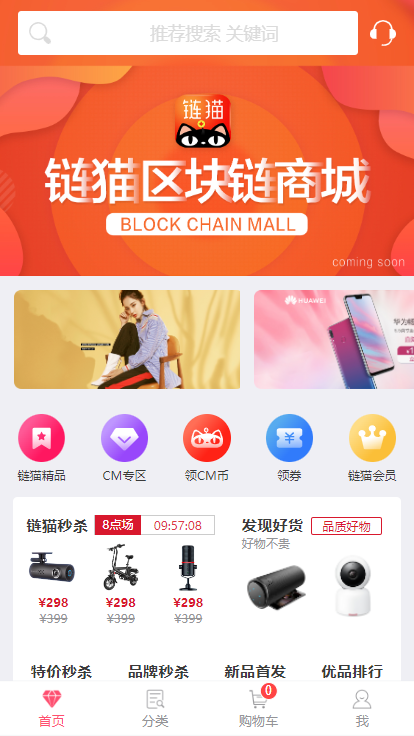 推荐搜索 关键词
链猫
链猫区块链商城
BLOCK CHAIN MALL
coming soon
HUAWEI
链猫精品
CM专区
领CM币
领券
链猫会员
链猫秒杀
8点场
09:57:08
发现好货
品质好物
好物不贵
¥298
¥298
¥298
¥399
¥399
¥399
特价秒杀
品牌秒杀
新品首发
优品排行
0
首页
分类
购物车
我